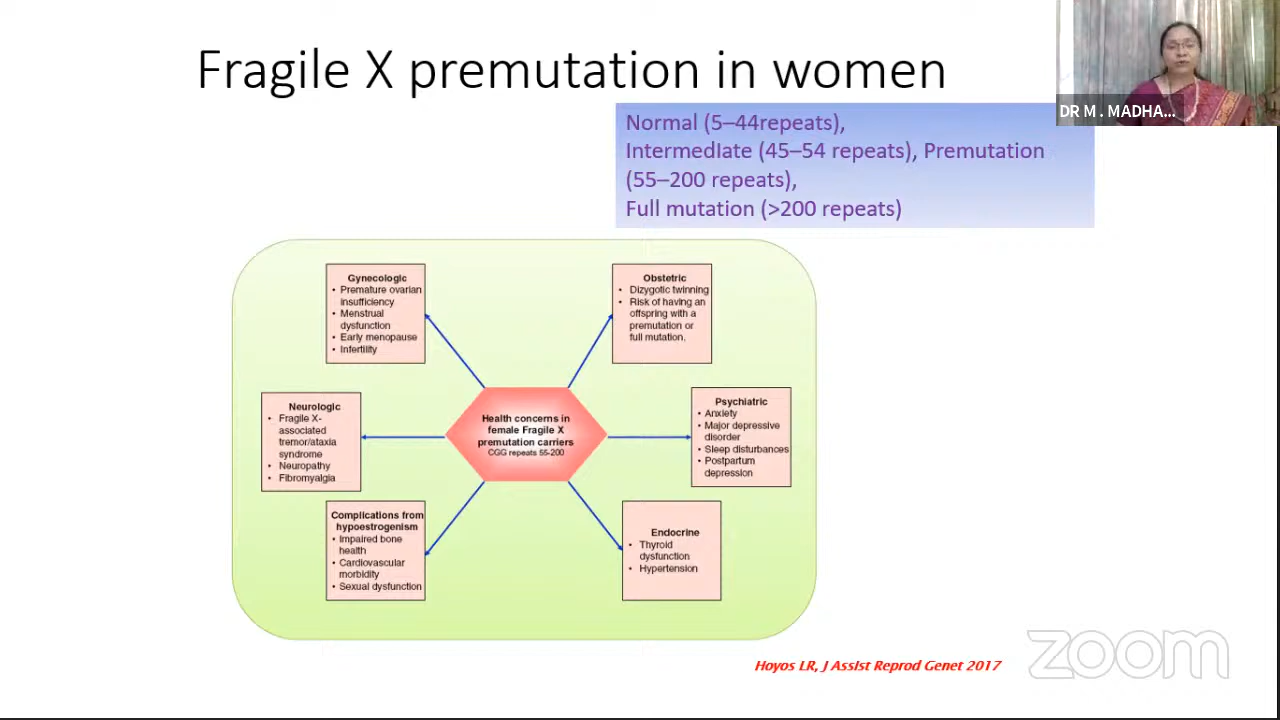 Fragile X premutation in women
DR M . MADHA...
Normal (5–44repeats),
IntermedIate (45–54 repeats), Premutation
(55–200 repeats),
Full mutation (>200 repeats)
Gynecologic
• Premature ovarian
insufficiency
• Menstrual
dysfunction
• Early menopause
• Infertility
Obstetric
• Dizygotic twinning
• Risk of having an
offspring with a
premutation or
full mutation.
Neurologic
• Fragile X-
associated
tremor/ataxia
syndrome
• Neuropathy
• Fibromyalgia
Health concerns in
female Fragile X
premutation carriers
CGG repeats 55-200
Psychiatric
• Anxiety
• Major depressive
disorder
• Sleep disturbances
• Postpartum
depression
Complications from
hypoestrogenism
• Impaired bone
health
• Cardiovascular
morbidity
• Sexual dysfunction
Endocrine
• Thyroid
dysfunction
• Hypertension
Hoyos LR, J AssIst Reprod Genet 2017
zoom